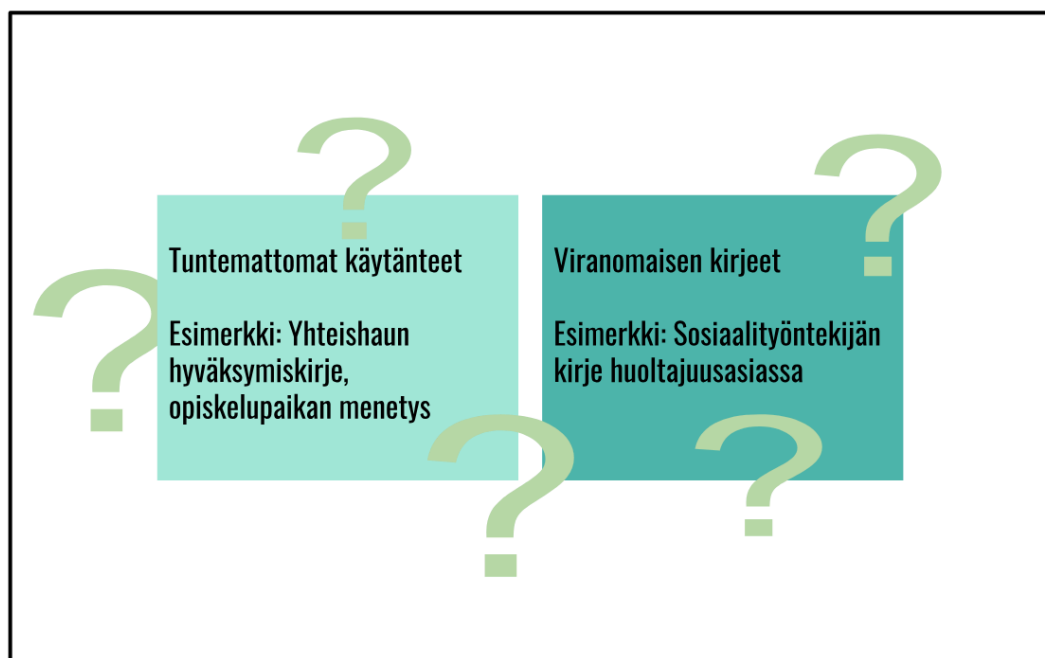 Tuntemattomat käytänteet
Esimerkki: Yhteishaun
hyväksymiskirje,
opiskelupaikan menetys
Viranomaisen kirjeet
Esimerkki: Sosiaalityöntekijän
kirje huoltajuusasiassa
?
?
?
?
?